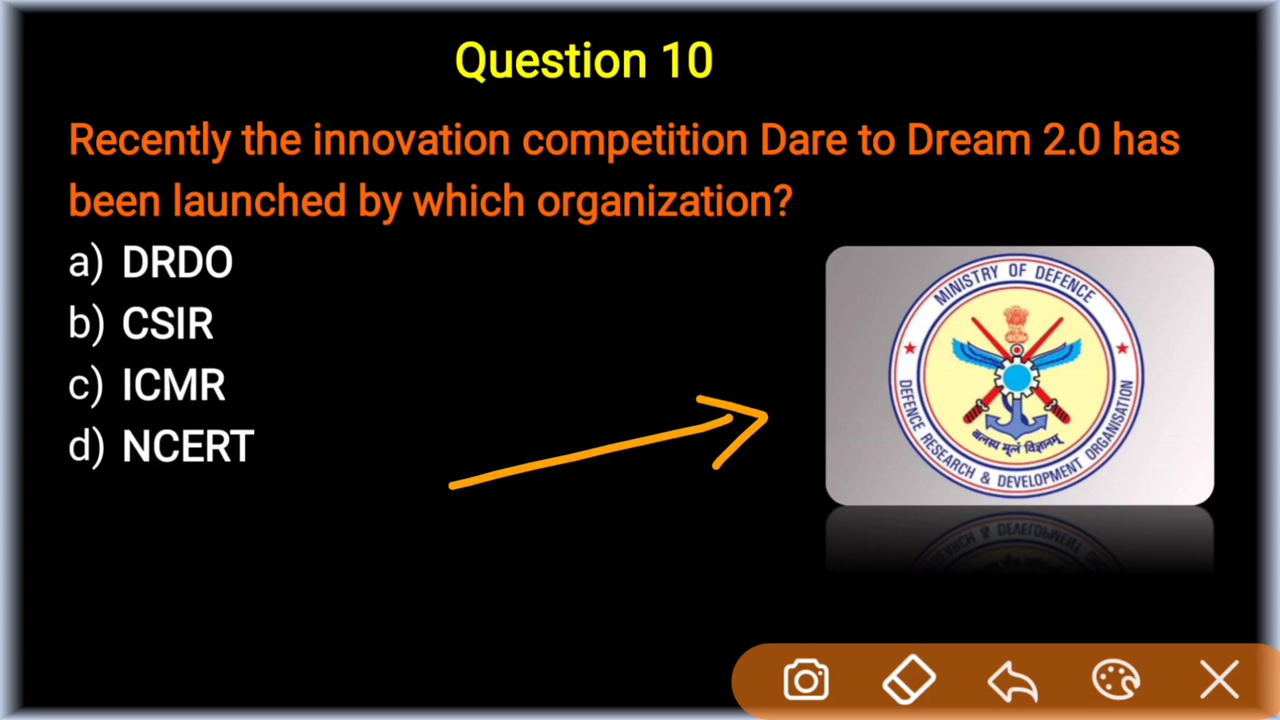 Question 10
Recently the innovation competition Dare to Dream 2.0 has
been launched by which organization?
a) DRDO
b) CSIR
c) ICMR
d) NCERT
MINISTRY OF DEFENCE
बलस्य मूलं विज्ञानम्
DEFENCE RESEARCH & DEVELOPMENT ORGANISATION